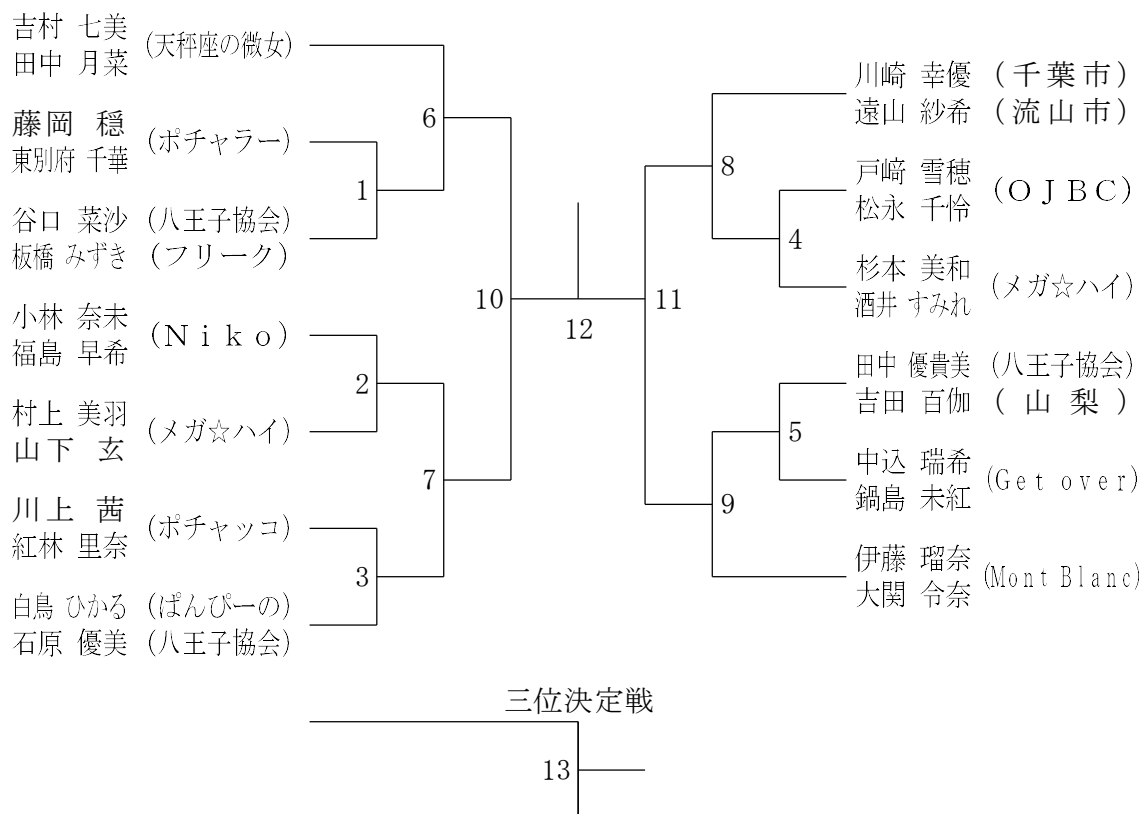 吉村 七美 (天秤座の微女)
田中 月菜
藤岡 穏 (ポチャラー)
東別府 千華
谷口 菜沙 (八王子協会)
板橋 みずき (フリーク)
小林 奈未 (Ｎｉｋｏ)
福島 早希
村上 美羽 (メガ☆ハイ)
山下 玄
川上 茜 (ポチャッコ)
紅林 里奈
白鳥 ひかる (ぱんぴーの)
石原 優美 (八王子協会)
1
2
3
6
7
10
12
11
8
9
4
5
川崎 幸優 (千葉市)
遠山 紗希 (流山市)
戸﨑 雪穂 (ＯＪＢＣ)
松永 千怜
杉本 美和 (メガ☆ハイ)
酒井 すみれ
田中 優貴美 (八王子協会)
吉田 百伽 (山梨)
中込 瑞希 (Get over)
鍋島 未紅
伊藤 瑠奈 (Mont Blanc)
大関 令奈
三位決定戦
13